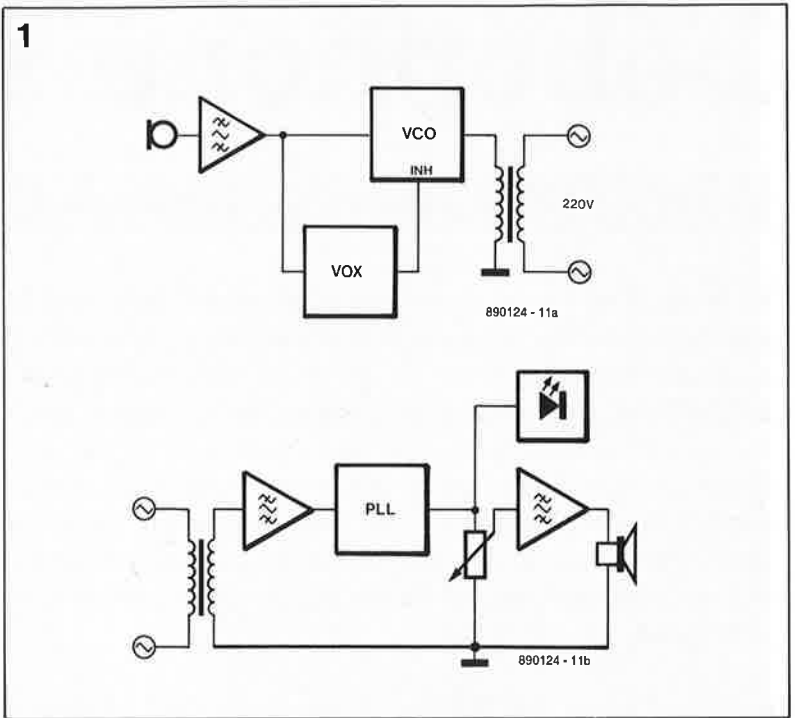 1
VCO
INH
220V
VOX
890124 - 11a
PLL
890124 - 11b